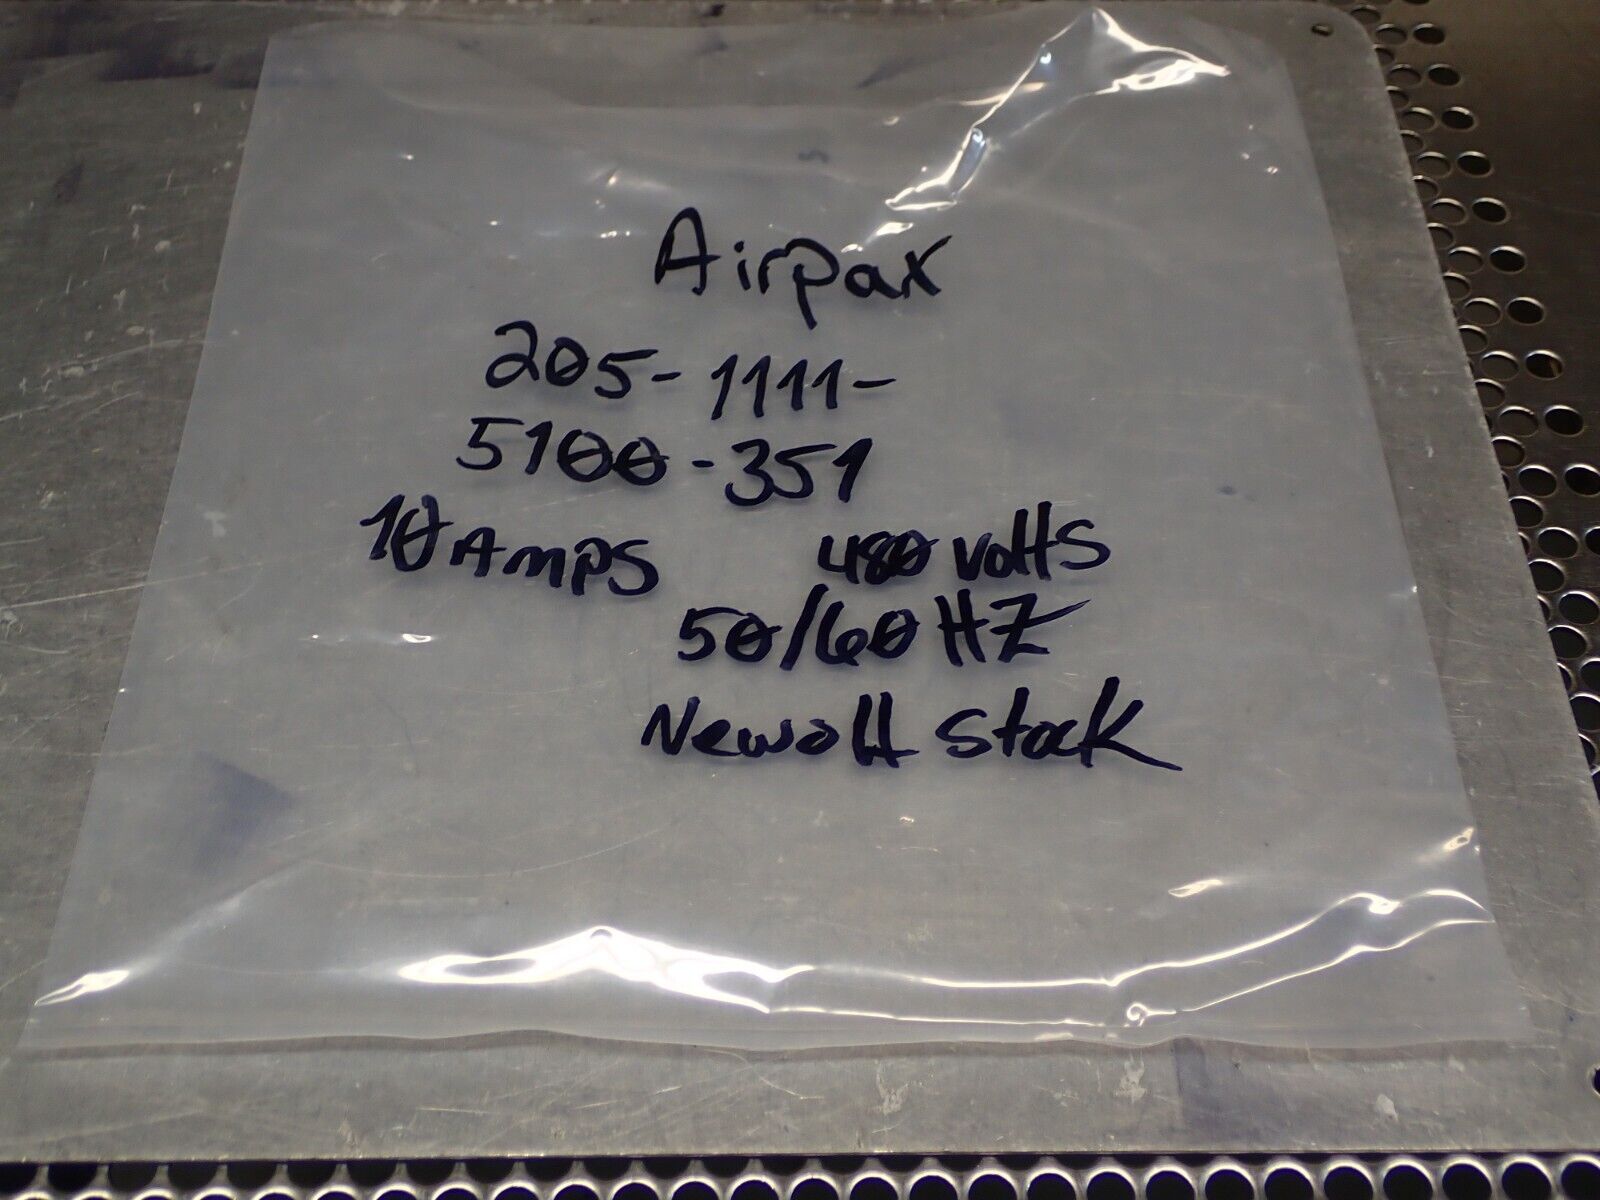 Airpax
205-1111-
5100-351
10 Amps 480 volts
50/60 HZ
New old Stock